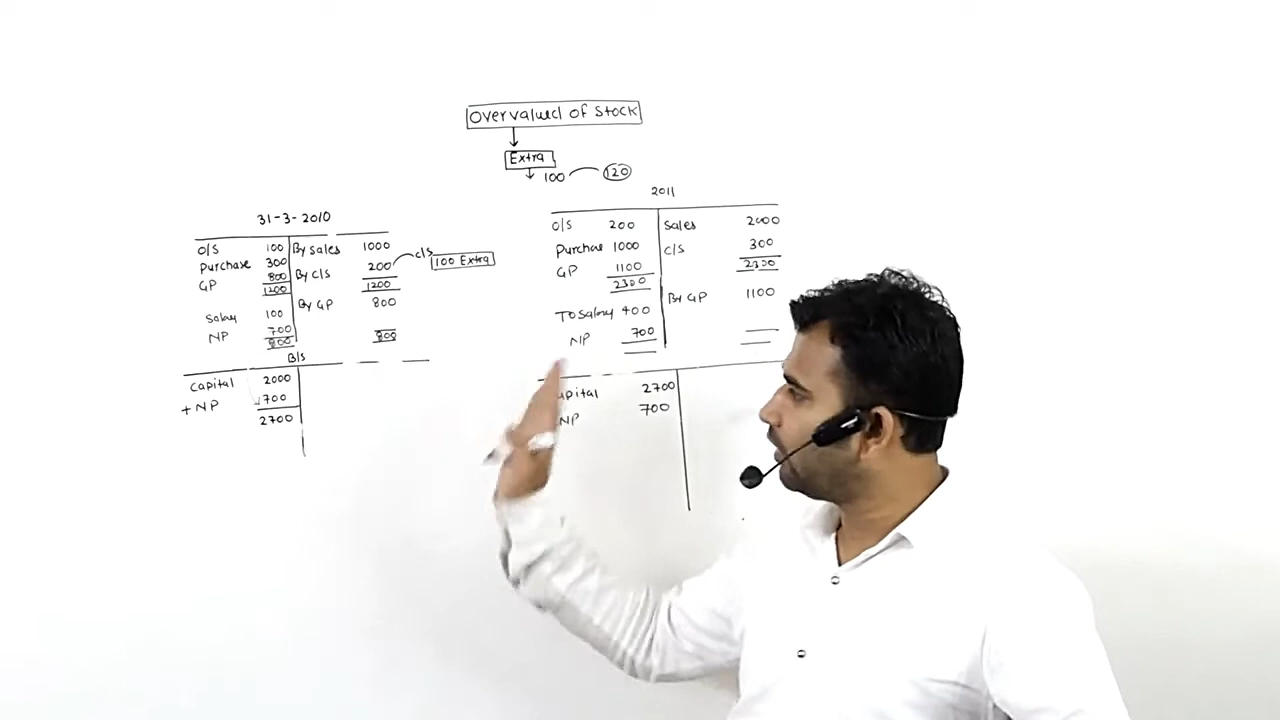 Overvalued of Stock
Extra
100 120
31-3-2010
O/S 100 By Sales 1000
Purchase 300
GP 800 By C/S 200 C/S 100 Extra
1200 1200
Salary 100 By GP 800
NP 700
800 800
B/S
Capital 2000
+ NP 700
2700
2011
O/S 200 Sales 2000
Purchase 1000 C/S 300
GP 1100 2300
2300
By GP 1100
To Salary 400
NP 700
apital 2700
NP 700